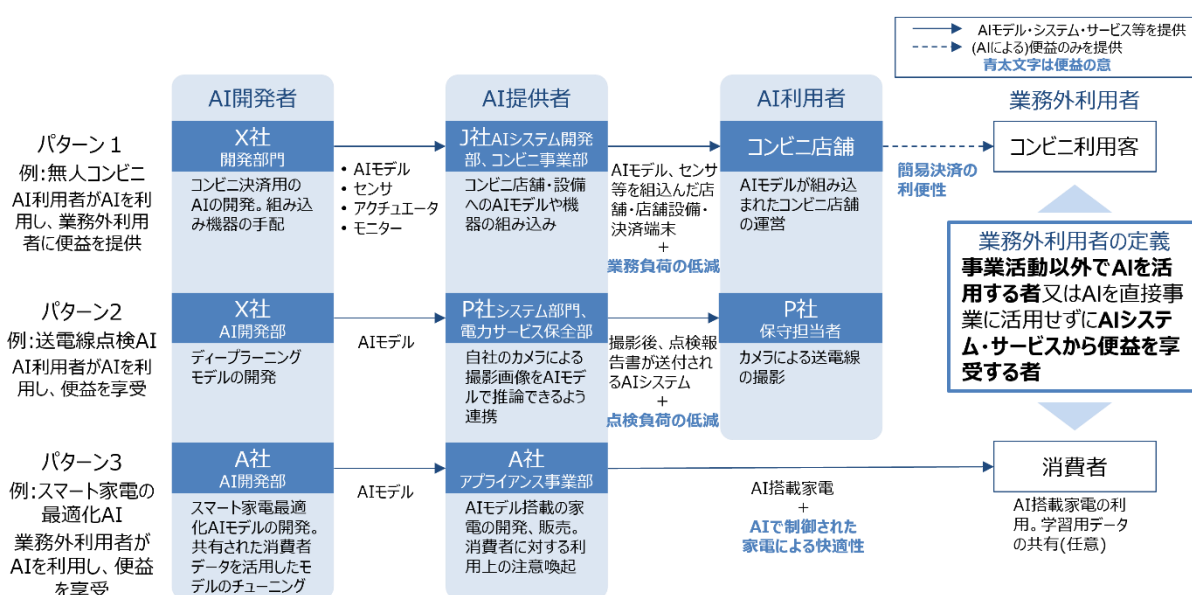 AIモデル・システム・サービス等を提供
(AIによる)便益のみを提供
青太文字は便益の意
AI開発者
AI提供者
AI利用者
業務外利用者
パターン1
例:無人コンビニ
AI利用者がAIを利
用し、業務外利用
者に便益を提供
X社
開発部門
コンビニ決済用の
AIの開発。組み込
み機器の手配
• AIモデル
• センサ
• アクチュエータ
• モニター
J社AIシステム開発
部、コンビニ事業部
コンビニ店舗・設備
へのAIモデルや機
器の組み込み
AIモデル、センサ
等を組込んだ店
舗・店舗設備・
決済端末
+
業務負荷の低減
コンビニ店舗
AIモデルが組み込
まれたコンビニ店舗
の運営
簡易決済の
利便性
コンビニ利用客
業務外利用者の定義
事業活動以外でAIを活
用する者又はAIを直接事
業に活用せずにAIシステ
ム・サービスから便益を享
受する者
パターン2
例:送電線点検AI
AI利用者がAIを利
用し、便益を享受
X社
AI開発部
ディープラーニング
モデルの開発
AIモデル
P社システム部門、
電力サービス保全部
自社のカメラによる
撮影画像をAIモデ
ルで推論できるよう
連携
撮影後、点検報
告書が送付され
るAIシステム
+
点検負荷の低減
P社
保守担当者
カメラによる送電線
の撮影
パターン3
例:スマート家電の
最適化AI
業務外利用者が
AIを利用し、便益
を享受
A社
AI開発部
スマート家電最適
化AIモデルの開発。
共有された消費者
データを活用したモ
デルのチューニング
AIモデル
A社
アプライアンス事業部
AIモデル搭載の家
電の開発、販売。
消費者に対する利
用上の注意喚起
AI搭載家電
+
AIで制御された
家電による快適性
消費者
AI搭載家電の利
用。学習用データ
の共有(任意)